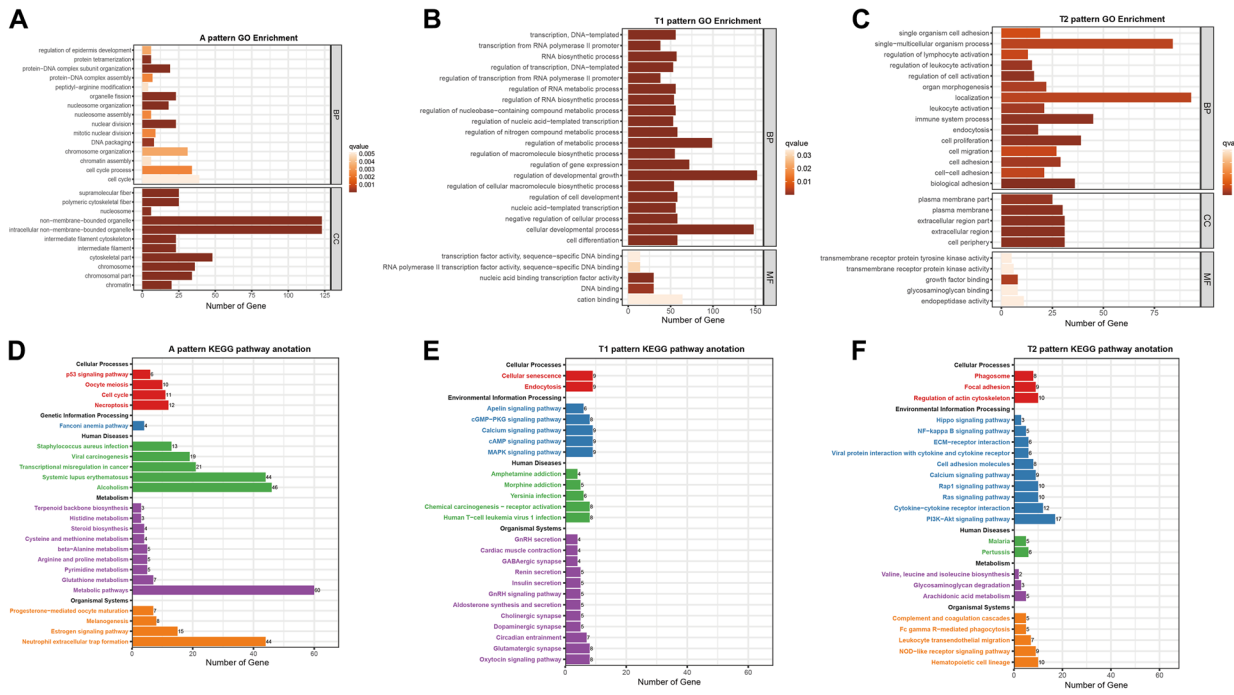 A
A pattern GO Enrichment
regulation of epidermis development
protein tetramerization
protein−DNA complex subunit organization
protein−DNA complex assembly
peptidyl−arginine modification
organelle fission
nucleosome organization
nucleosome assembly
nuclear division
mitotic nuclear division
DNA packaging
chromosome organization
chromatin assembly
cell cycle process
cell cycle
BP
supramolecular fiber
polymeric cytoskeletal fiber
nucleosome
non−membrane−bounded organelle
intracellular non−membrane−bounded organelle
intermediate filament cytoskeleton
intermediate filament
cytoskeletal part
chromosome
chromosomal part
chromatin
CC
0 25 50 75 100 125
Number of Gene
qvalue
0.005
0.004
0.003
0.002
0.001
B
T1 pattern GO Enrichment
transcription, DNA−templated
transcription from RNA polymerase II promoter
RNA biosynthetic process
regulation of transcription, DNA−templated
regulation of transcription from RNA polymerase II promoter
regulation of RNA metabolic process
regulation of RNA biosynthetic process
regulation of nucleobase−containing compound metabolic process
regulation of nucleic acid−templated transcription
regulation of nitrogen compound metabolic process
regulation of metabolic process
regulation of macromolecule biosynthetic process
regulation of gene expression
regulation of developmental growth
regulation of cellular macromolecule biosynthetic process
regulation of cell development
nucleic acid−templated transcription
negative regulation of cellular process
cellular developmental process
cell differentiation
BP
transcription factor activity, sequence−specific DNA binding
RNA polymerase II transcription factor activity, sequence−specific DNA binding
nucleic acid binding transcription factor activity
DNA binding
cation binding
MF
0 50 100 150
Number of Gene
qvalue
0.03
0.02
0.01
C
T2 pattern GO Enrichment
single organism cell adhesion
single−multicellular organism process
regulation of lymphocyte activation
regulation of leukocyte activation
regulation of cell activation
organ morphogenesis
localization
leukocyte activation
immune system process
endocytosis
cell proliferation
cell migration
cell adhesion
cell−cell adhesion
biological adhesion
BP
plasma membrane part
plasma membrane
extracellular region part
extracellular region
cell periphery
CC
transmembrane receptor protein tyrosine kinase activity
transmembrane receptor protein kinase activity
growth factor binding
glycosaminoglycan binding
endopeptidase activity
MF
0 25 50 75
Number of Gene
qva
D
A pattern KEGG pathway anotation
Cellular Processes
p53 signaling pathway 6
Oocyte meiosis 10
Cell cycle 11
Necroptosis 12
Genetic Information Processing
Fanconi anemia pathway 4
Human Diseases
Staphylococcus aureus infection 13
Viral carcinogenesis 19
Transcriptional misregulation in cancer 21
Systemic lupus erythematosus 44
Alcoholism 46
Metabolism
Terpenoid backbone biosynthesis 3
Histidine metabolism 3
Steroid biosynthesis 4
Cysteine and methionine metabolism 4
beta−Alanine metabolism 5
Arginine and proline metabolism 5
Pyrimidine metabolism 5
Glutathione metabolism 7
Metabolic pathways 60
Organismal Systems
Progesterone−mediated oocyte maturation 7
Melanogenesis 8
Estrogen signaling pathway 15
Neutrophil extracellular trap formation 44
0 20 40 60
Number of Gene
E
T1 pattern KEGG pathway anotation
Cellular Processes
Cellular senescence 9
Endocytosis 9
Environmental Information Processing
Apelin signaling pathway 6
cGMP−PKG signaling pathway 8
Calcium signaling pathway 9
cAMP signaling pathway 9
MAPK signaling pathway 9
Human Diseases
Amphetamine addiction 4
Morphine addiction 5
Yersinia infection 6
Chemical carcinogenesis − receptor activation 8
Human T−cell leukemia virus 1 infection 8
Organismal Systems
GnRH secretion 4
Cardiac muscle contraction 4
GABAergic synapse 4
Renin secretion 5
Insulin secretion 5
GnRH signaling pathway 5
Aldosterone synthesis and secretion 5
Cholinergic synapse 5
Dopaminergic synapse 5
Circadian entrainment 7
Glutamatergic synapse 8
Oxytocin signaling pathway 8
0 20 40 60
Number of Gene
F
T2 pattern KEGG pathway anotation
Cellular Processes
Phagosome 8
Focal adhesion 9
Regulation of actin cytoskeleton 10
Environmental Information Processing
Hippo signaling pathway 3
NF−kappa B signaling pathway 5
ECM−receptor interaction 6
Viral protein interaction with cytokine and cytokine receptor 6
Cell adhesion molecules 8
Calcium signaling pathway 9
Rap1 signaling pathway 10
Ras signaling pathway 10
Cytokine−cytokine receptor interaction 12
PI3K−Akt signaling pathway 17
Human Diseases
Malaria 5
Pertussis 6
Metabolism
Valine, leucine and isoleucine biosynthesis 2
Glycosaminoglycan degradation 3
Arachidonic acid metabolism 5
Organismal Systems
Complement and coagulation cascades 5
Fc gamma R−mediated phagocytosis 5
Leukocyte transendothelial migration 7
NOD−like receptor signaling pathway 9
Hematopoietic cell lineage 10
0 20 40 60
Number of Gene